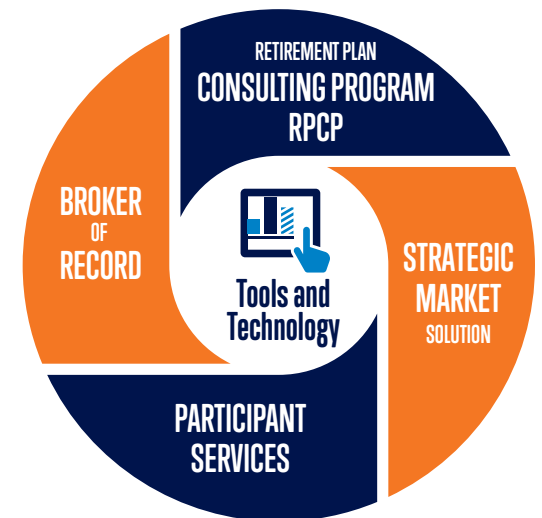 RETIREMENT PLAN
CONSULTING PROGRAM
RPCP
BROKER
OF
RECORD
STRATEGIC
MARKET
SOLUTION
Tools and
Technology
PARTICIPANT
SERVICES